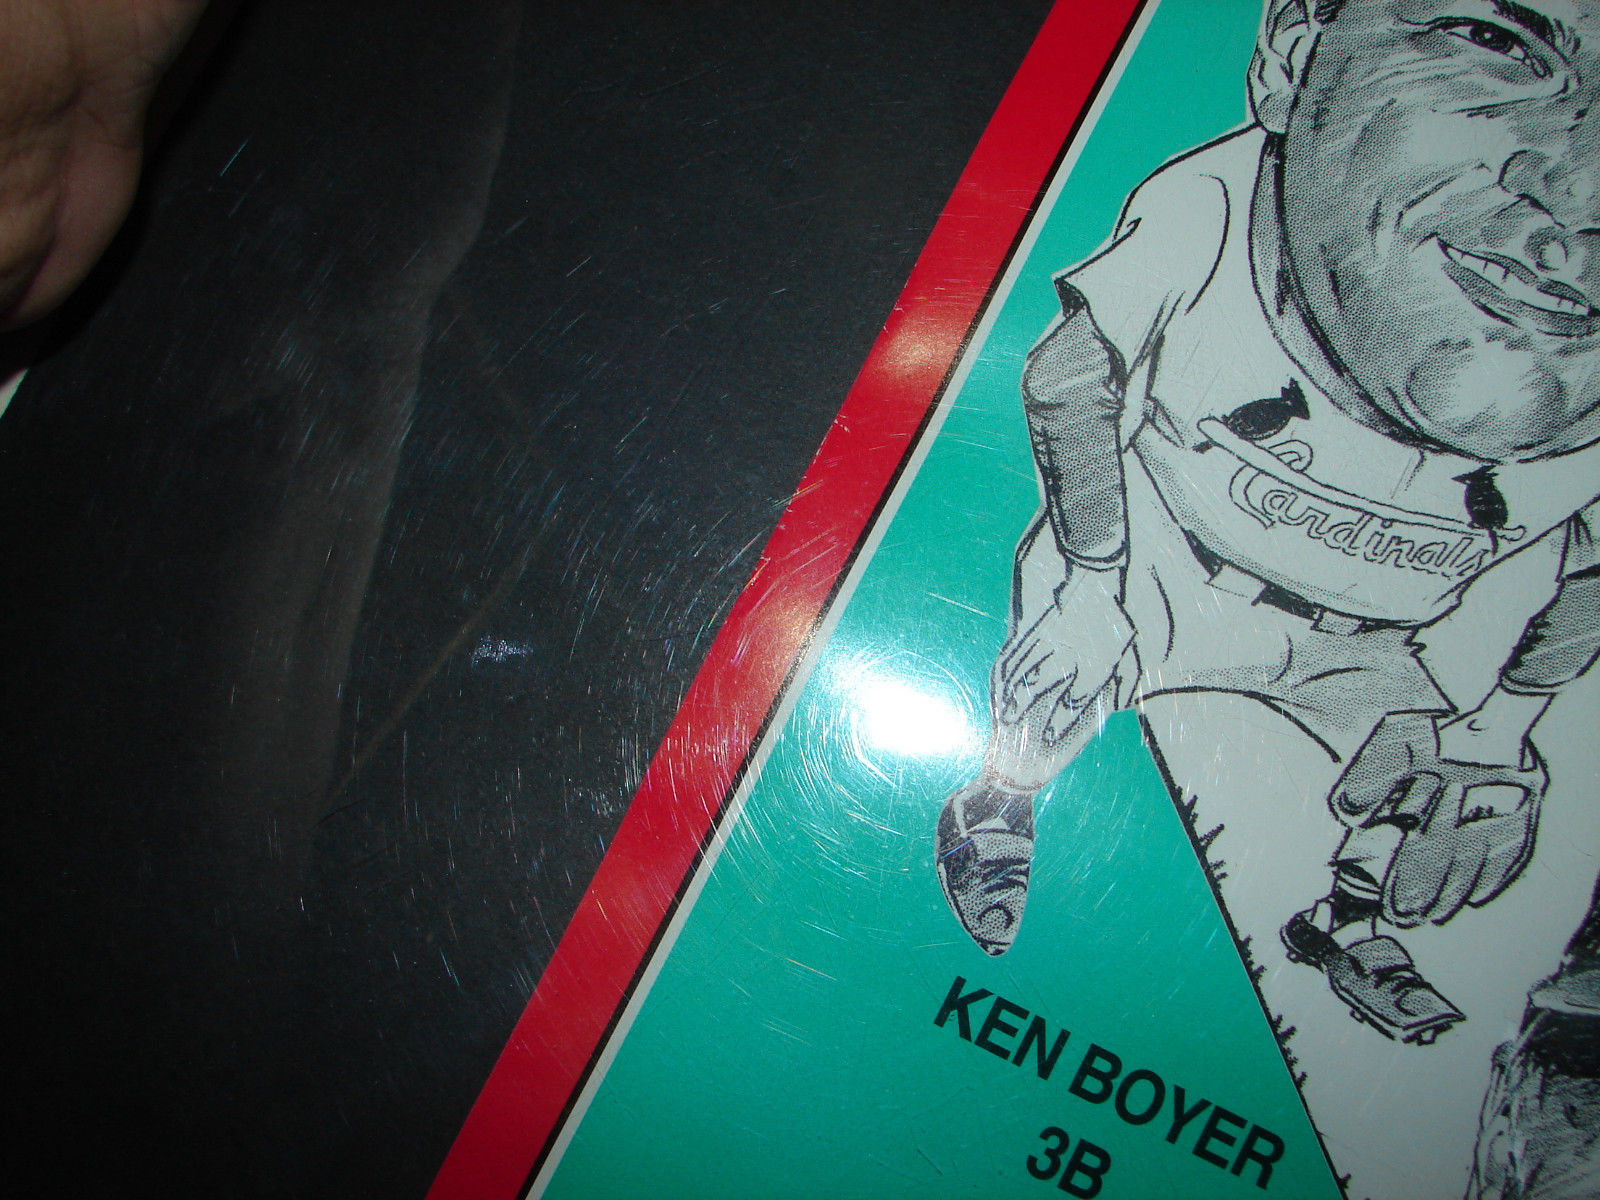 Cardinals
KEN BOYER
3B